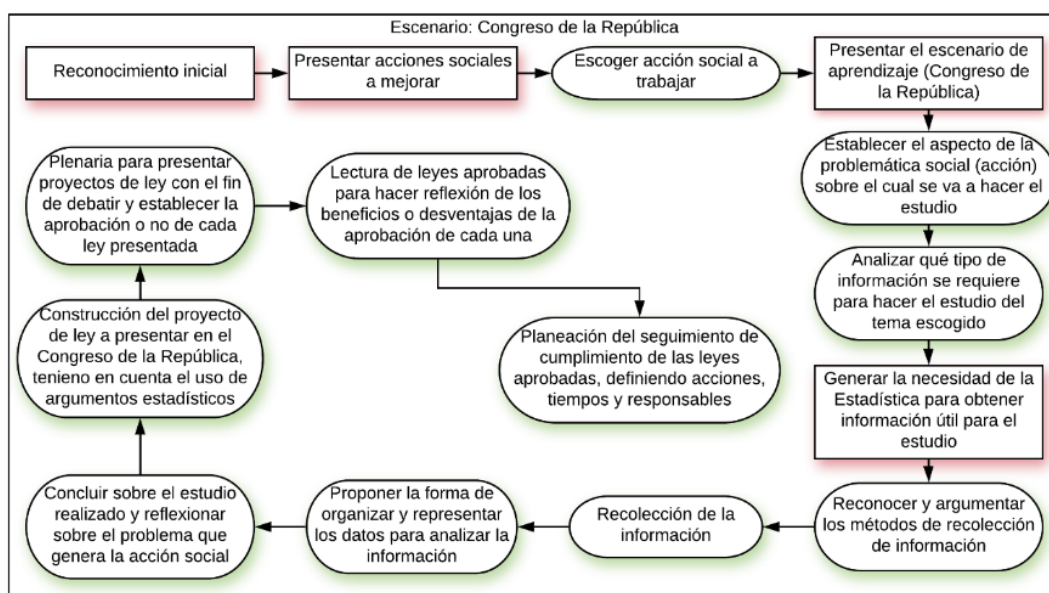 Escenario: Congreso de la República
Reconocimiento inicial
Presentar acciones sociales
a mejorar
Escoger acción social a
trabajar
Presentar el escenario de
aprendizaje (Congreso de
la República)
Establecer el aspecto de la
problemática social (acción)
sobre el cual se va a hacer el
estudio
Analizar qué tipo de
información se requiere
para hacer el estudio del
tema escogido
Generar la necesidad de la
Estadística para obtener
información útil para el
estudio
Reconocer y argumentar
los métodos de recolección
de información
Recolección de la
información
Proponer la forma de
organizar y representar
los datos para analizar la
información
Concluir sobre el estudio
realizado y reflexionar
sobre el problema que
genera la acción social
Construcción del proyecto
de ley a presentar en el
Congreso de la República,
tenieno en cuenta el uso de
argumentos estadísticos
Plenaria para presentar
proyectos de ley con el fin
de debatir y establecer la
aprobación o no de cada
ley presentada
Lectura de leyes aprobadas
para hacer reflexión de los
beneficios o desventajas de la
aprobación de cada una
Planeación del seguimiento de
cumplimiento de las leyes
aprobadas, definiendo acciones,
tiempos y responsables